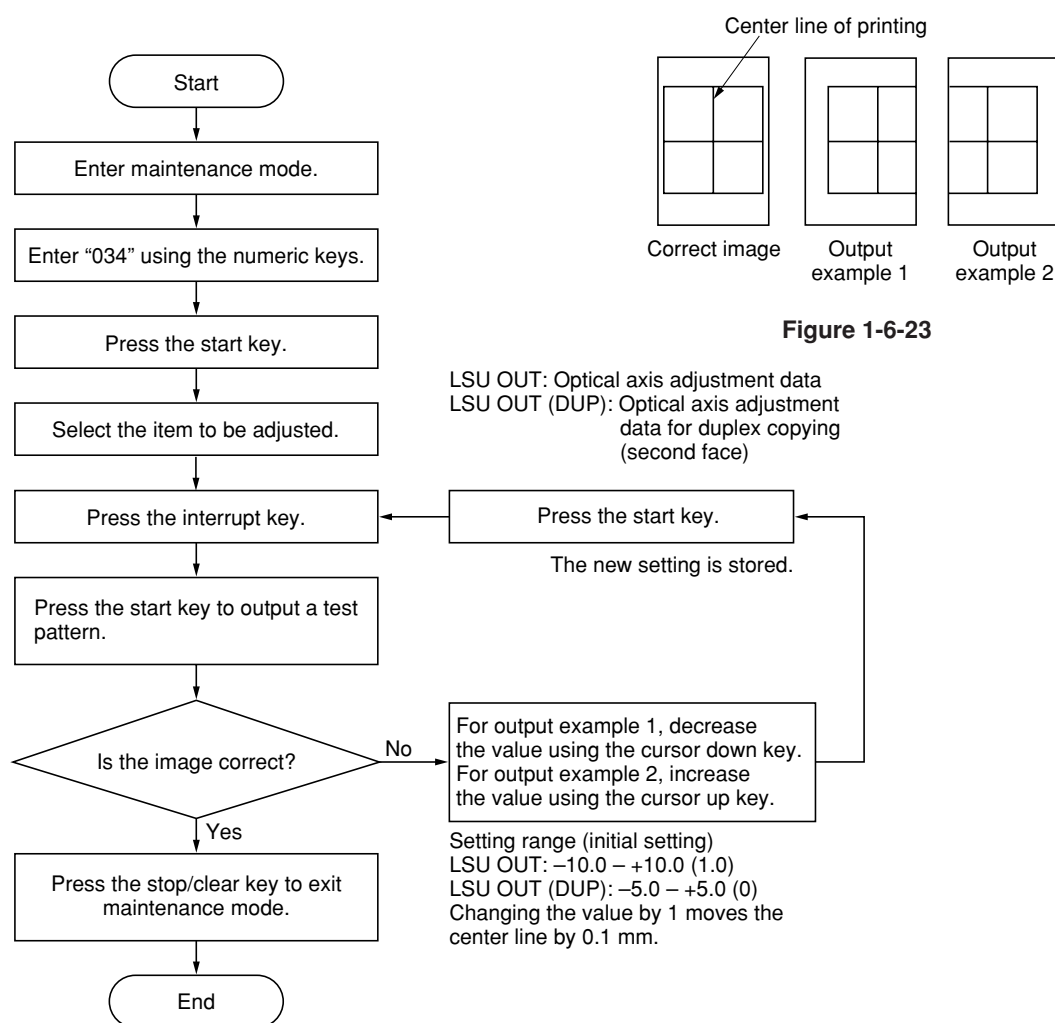 Start
Enter maintenance mode.
Enter “034” using the numeric keys.
Press the start key.
Select the item to be adjusted.
Press the interrupt key.
Press the start key to output a test
pattern.
Is the image correct?
Yes
No
Press the stop/clear key to exit
maintenance mode.
End
Center line of printing
Correct image
Output
example 1
Output
example 2
Figure 1-6-23
LSU OUT: Optical axis adjustment data
LSU OUT (DUP): Optical axis adjustment
data for duplex copying
(second face)
Press the start key.
The new setting is stored.
For output example 1, decrease
the value using the cursor down key.
For output example 2, increase
the value using the cursor up key.
Setting range (initial setting)
LSU OUT: –10.0 – +10.0 (1.0)
LSU OUT (DUP): –5.0 – +5.0 (0)
Changing the value by 1 moves the
center line by 0.1 mm.